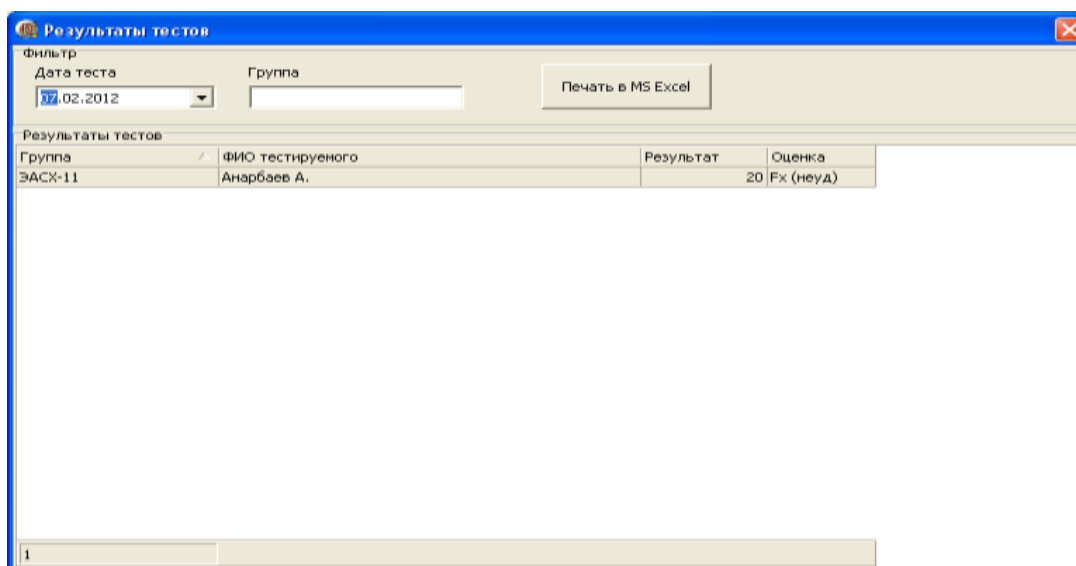 Результаты тестов
Фильтр
Дата теста Группа
07.02.2012
Печать в MS Excel
Результаты тестов
Группа ФИО тестируемого Результат Оценка
ЭАСХ-11 Анарбаев А. 20 Fx (неуд)
1